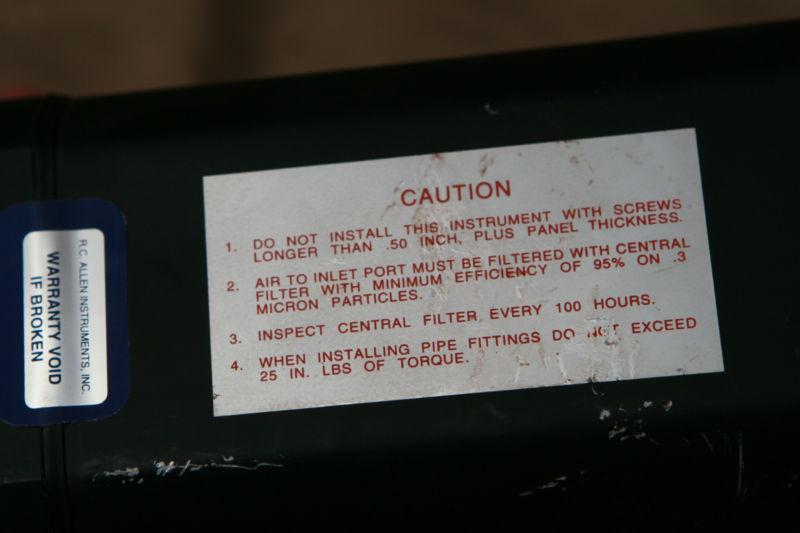 CAUTION
1. DO NOT INSTALL THIS INSTRUMENT WITH SCREWS
LONGER THAN .50 INCH, PLUS PANEL THICKNESS.
2. AIR TO INLET PORT MUST BE FILTERED WITH CENTRAL
FILTER WITH MINIMUM EFFICIENCY OF 95% ON .3
MICRON PARTICLES.
3. INSPECT CENTRAL FILTER EVERY 100 HOURS.
4. WHEN INSTALLING PIPE FITTINGS DO NOT EXCEED
25 IN. LBS OF TORQUE.
R.C. ALLEN INSTRUMENTS, INC.
WARRANTY VOID
IF BROKEN